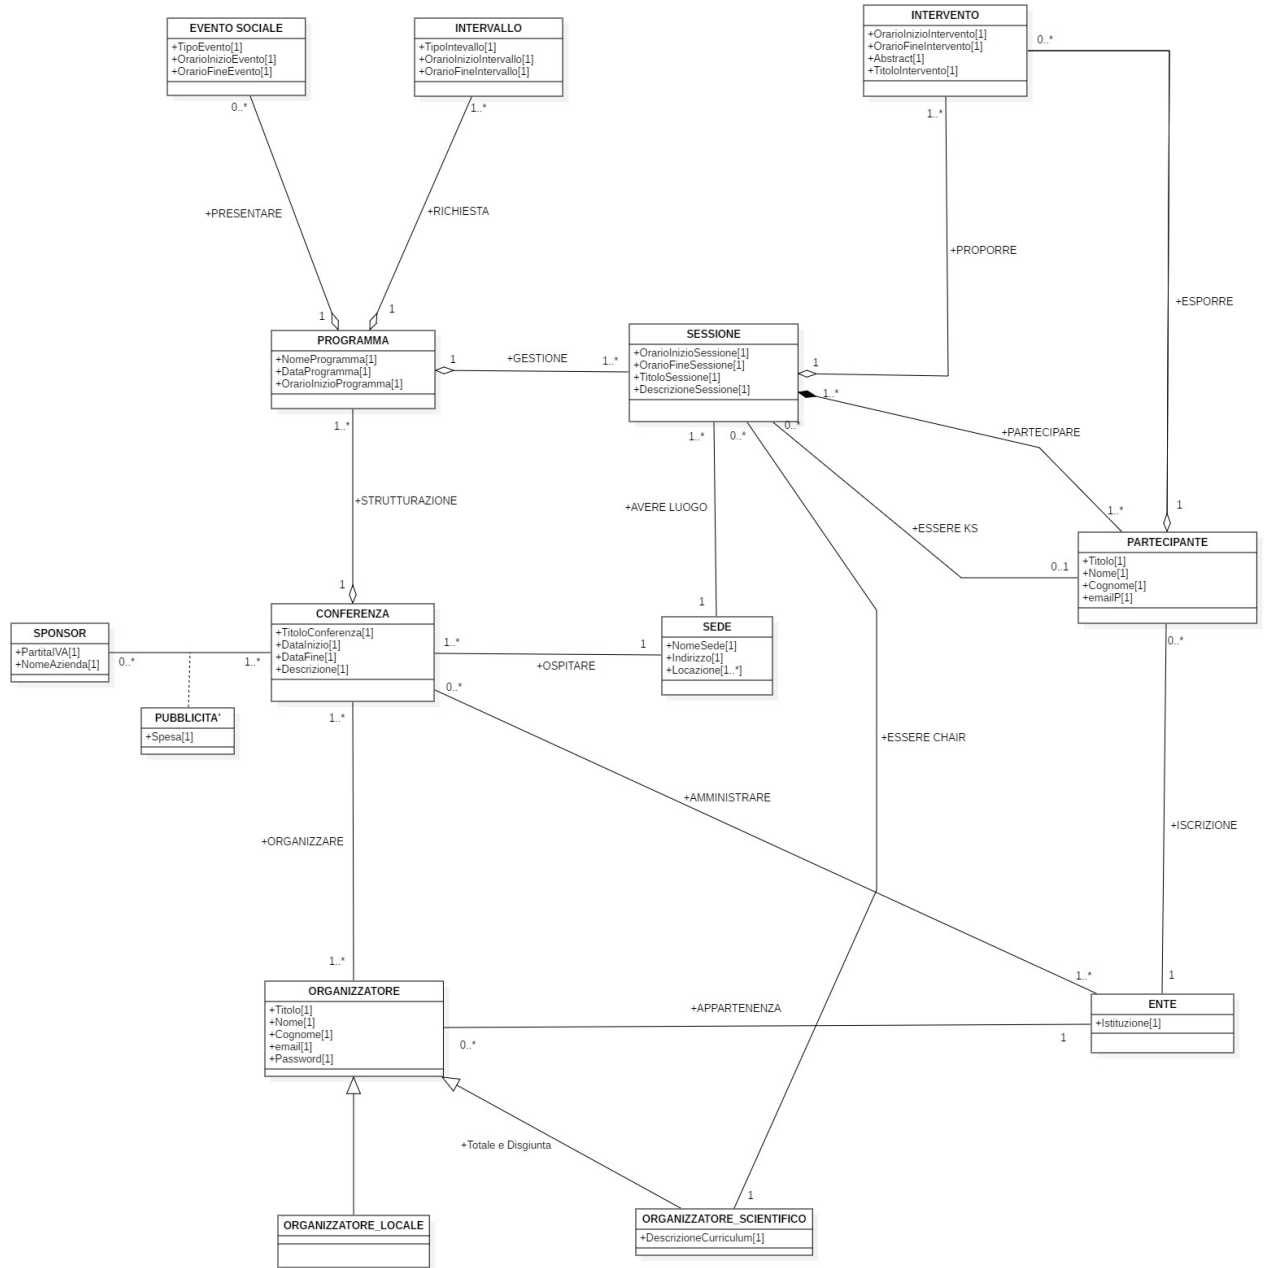 EVENTO SOCIALE
+TipoEvento[1]
+OrarioInizioEvento[1]
+OrarioFineEvento[1]
0..*
INTERVALLO
+TipoIntevallo[1]
+OrarioInizioIntervallo[1]
+OrarioFineIntervallo[1]
1..*
INTERVENTO
+OrarioInizioIntervento[1]
+OrarioFineIntervento[1]
+Abstract[1]
+TitoloIntervento[1]
0..*
1..*
+PRESENTARE
+RICHIESTA
+PROPORRE
+ESPORRE
1
1
PROGRAMMA
+NomeProgramma[1]
+DataProgramma[1]
+OrarioInizioProgramma[1]
1
+GESTIONE
1..*
SESSIONE
+OrarioInizioSessione[1]
+OrarioFineSessione[1]
+TitoloSessione[1]
+DescrizioneSessione[1]
1
1..*
1..*
1..*
0..*
0..*
+PARTECIPARE
+STRUTTURAZIONE
+AVERE LUOGO
+ESSERE KS
1..*
1
0..1
PARTECIPANTE
+Titolo[1]
+Nome[1]
+Cognome[1]
+emailP[1]
0..*
1
CONFERENZA
+TitoloConferenza[1]
+DataInizio[1]
+DataFine[1]
+Descrizione[1]
1
SEDE
+NomeSede[1]
+Indirizzo[1]
+Locazione[1..*]
SPONSOR
+PartitaIVA[1]
+NomeAzienda[1]
0..*
1..*
1..*
1
+OSPITARE
0..*
PUBBLICITA'
+Spesa[1]
1..*
+ESSERE CHAIR
+AMMINISTRARE
+ISCRIZIONE
+ORGANIZZARE
1..*
1..*
1
ORGANIZZATORE
+Titolo[1]
+Nome[1]
+Cognome[1]
+email[1]
+Password[1]
+APPARTENENZA
0..*
1
ENTE
+Istituzione[1]
+Totale e Disgiunta
1
ORGANIZZATORE_LOCALE
ORGANIZZATORE_SCIENTIFICO
+DescrizioneCurriculum[1]